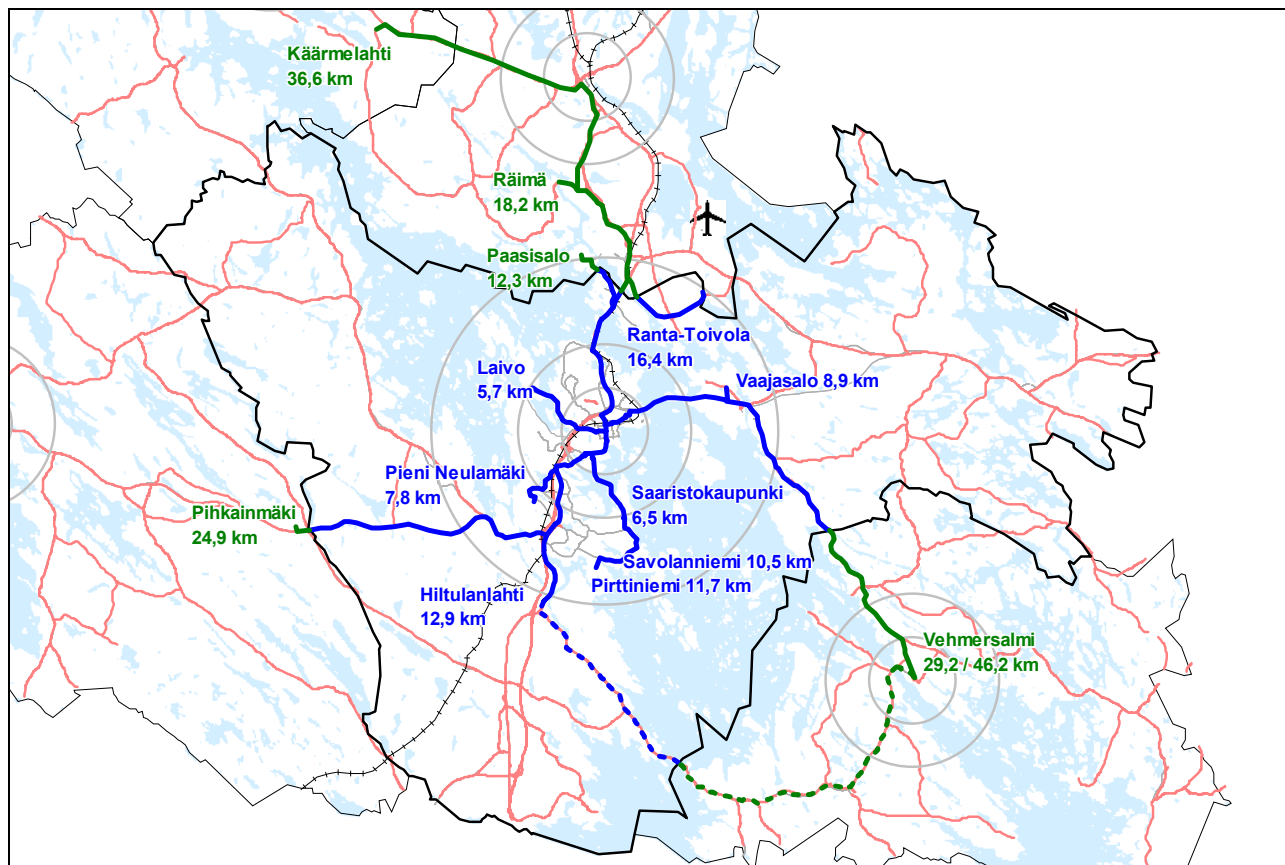 Käärmelahti
36,6 km
Räimä
18,2 km
Paasisalo
12,3 km
Ranta-Toivola
16,4 km
Laivo
5,7 km
Vaajasalo 8,9 km
Pieni Neulamäki
7,8 km
Saaristokaupunki
6,5 km
Pihkainmäki
24,9 km
Savolanniemi 10,5 km
Pirttiniemi 11,7 km
Hiltulanlahti
12,9 km
Vehmersalmi
29,2 / 46,2 km